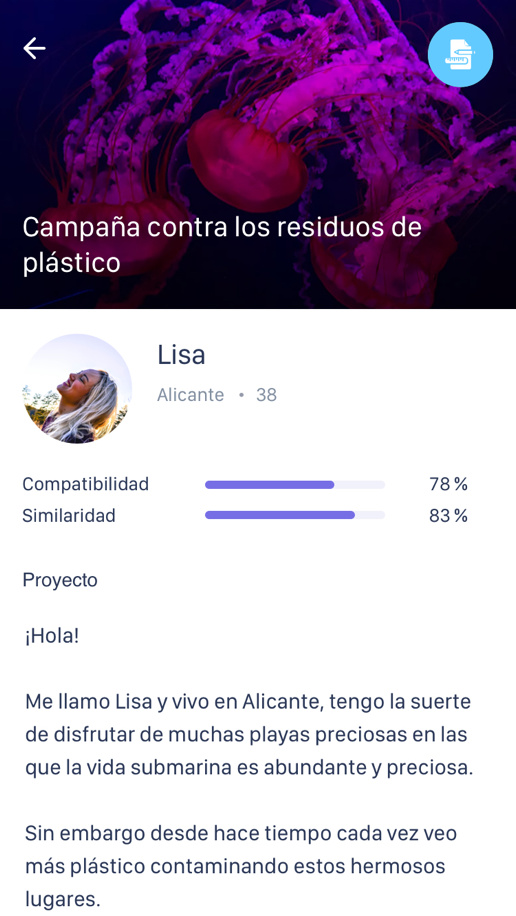 Campaña contra los residuos de
plástico
Lisa
Alicante • 38
Compatibilidad 78 %
Similaridad 83 %
Proyecto
¡Hola!
Me llamo Lisa y vivo en Alicante, tengo la suerte
de disfrutar de muchas playas preciosas en las
que la vida submarina es abundante y preciosa.
Sin embargo desde hace tiempo cada vez veo
más plástico contaminando estos hermosos
lugares.